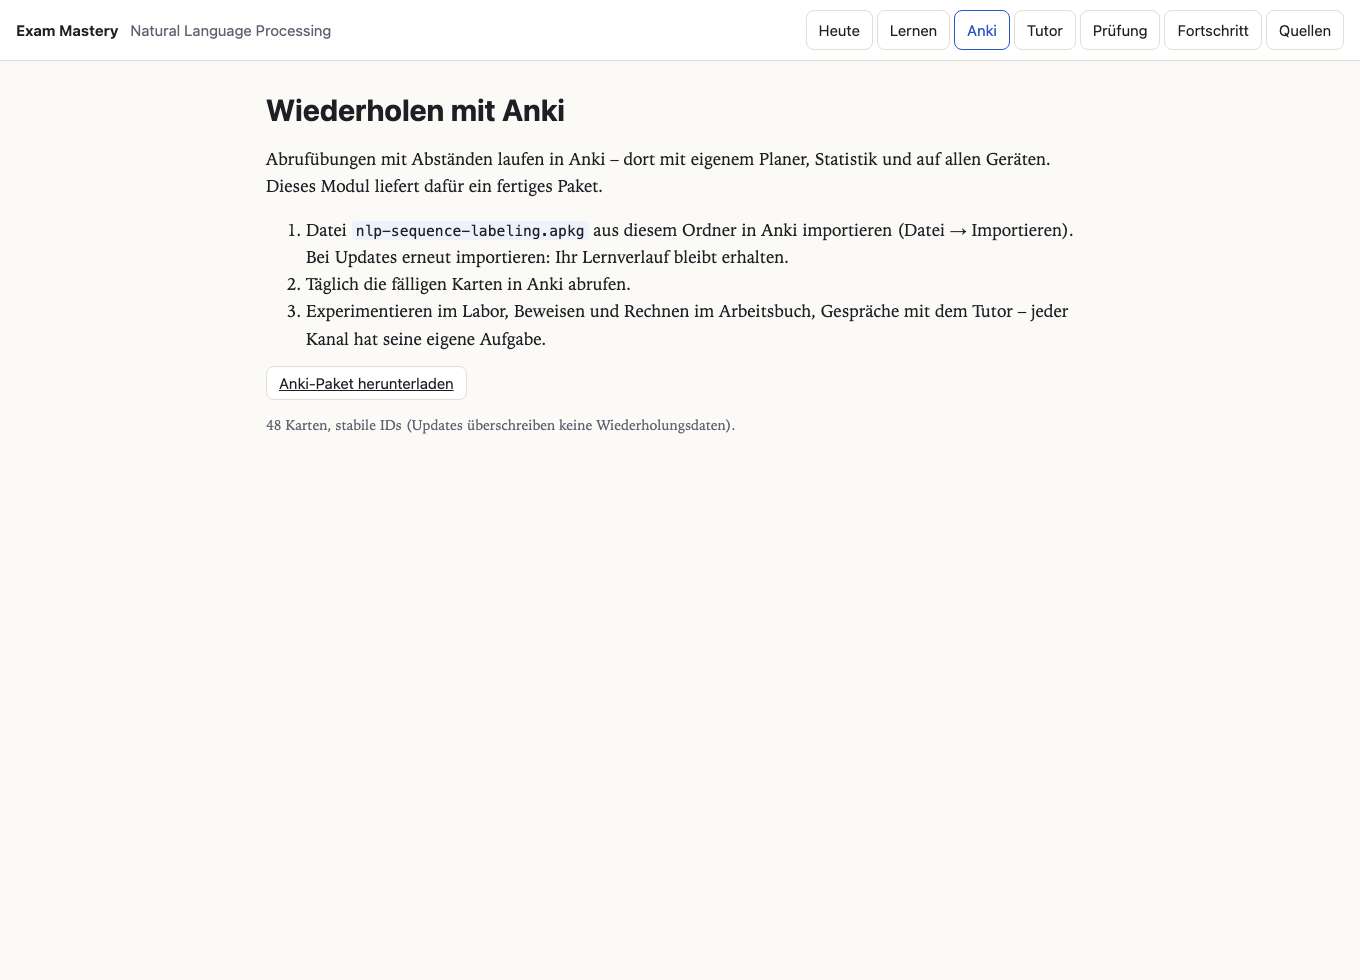 Exam Mastery Natural Language Processing Heute Lernen Anki Tutor Prüfung Fortschritt Quellen
Wiederholen mit Anki
Abrufübungen mit Abständen laufen in Anki – dort mit eigenem Planer, Statistik und auf allen Geräten.
Dieses Modul liefert dafür ein fertiges Paket.
1. Datei nlp-sequence-labeling.apkg aus diesem Ordner in Anki importieren (Datei → Importieren).
Bei Updates erneut importieren: Ihr Lernverlauf bleibt erhalten.
2. Täglich die fälligen Karten in Anki abrufen.
3. Experimentieren im Labor, Beweisen und Rechnen im Arbeitsbuch, Gespräche mit dem Tutor – jeder
Kanal hat seine eigene Aufgabe.
Anki-Paket herunterladen
48 Karten, stabile IDs (Updates überschreiben keine Wiederholungsdaten).